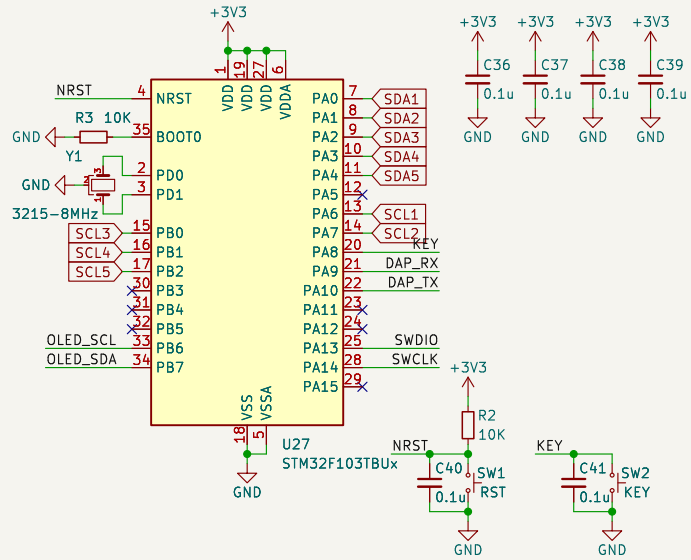 +3V3
+3V3 +3V3 +3V3 +3V3
C36 C37 C38 C39
0.1u 0.1u 0.1u 0.1u
GND GND GND GND
1 19 27 6
VDD VDD VDD VDDA
NRST 4 NRST PA0 7 SDA1
PA1 8 SDA2
R3 10K
GND 35 BOOT0 PA2 9 SDA3
PA3 10 SDA4
Y1
3
2 PD0 PA4 11 SDA5
GND 2
1
3 PD1 PA5 12
3215-8MHz PA6 13 SCL1
SCL3 15 PB0 PA7 14 SCL2
SCL4 16 PB1 PA8 20 KEY
SCL5 17 PB2 PA9 21 DAP_RX
30 PB3 PA10 22 DAP_TX
31 PB4 PA11 23
32 PB5 PA12 24
OLED_SCL 33 PB6 PA13 25 SWDIO
OLED_SDA 34 PB7 PA14 28 SWCLK
PA15 29
VSS VSSA
18 5
U27
STM32F103TBUx
GND
+3V3
R2
10K
NRST
C40
0.1u
SW1
RST
GND
KEY
C41
0.1u
SW2
KEY
GND